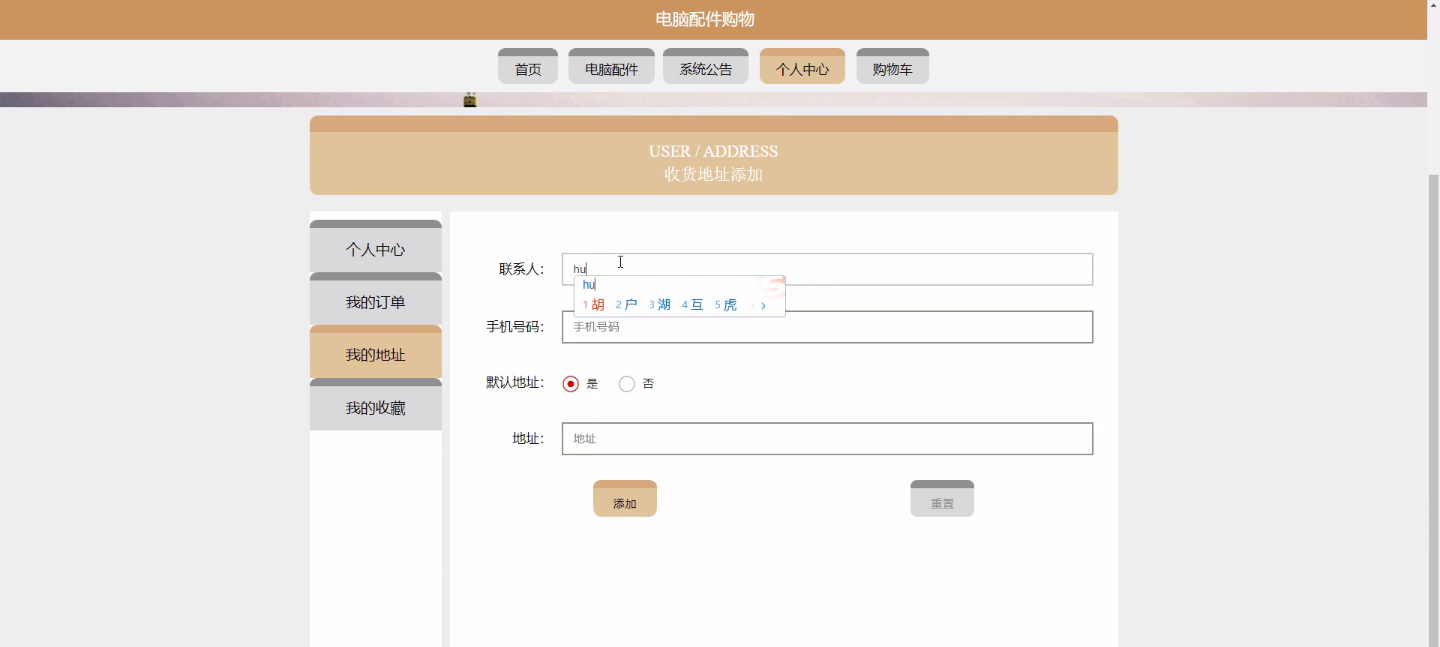 电脑配件购物
首页 电脑配件 系统公告 个人中心 购物车
USER / ADDRESS
收货地址添加
个人中心
我的订单
我的地址
我的收藏
联系人： hu
hu
1 胡 2 户 3 湖 4 互 5 虎
手机号码： 手机号码
默认地址： 是 否
地址： 地址
添加 重置